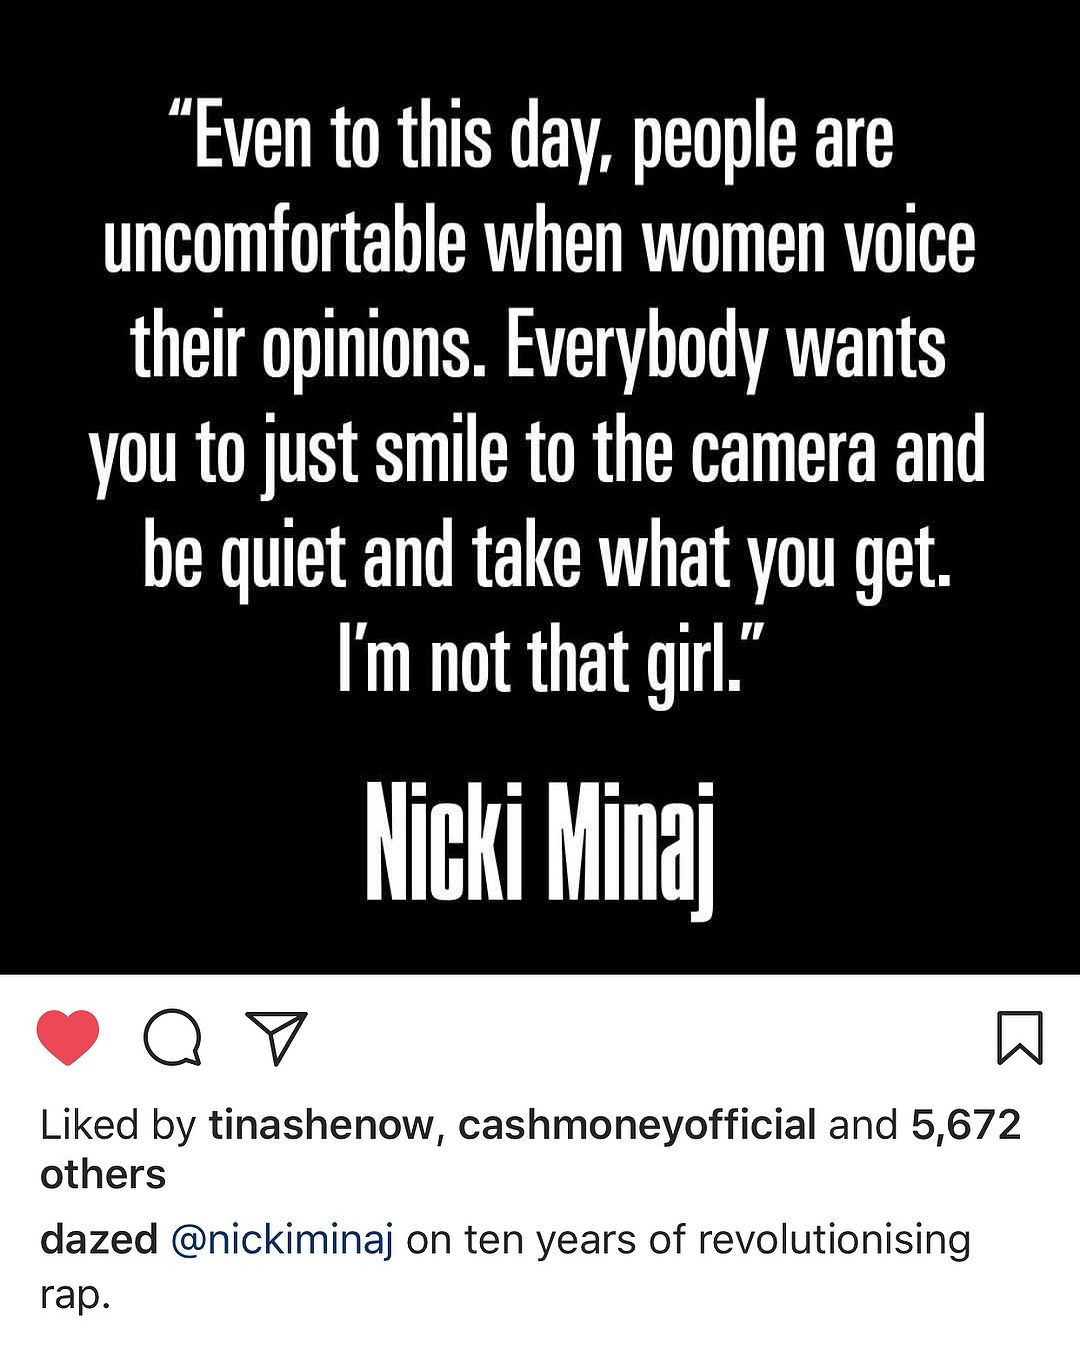 “Even to this day, people are
uncomfortable when women voice
their opinions. Everybody wants
you to just smile to the camera and
be quiet and take what you get.
I’m not that girl.”
Nicki Minaj
Liked by tinashenow, cashmoneyofficial and 5,672
others
dazed @nickiminaj on ten years of revolutionising
rap.